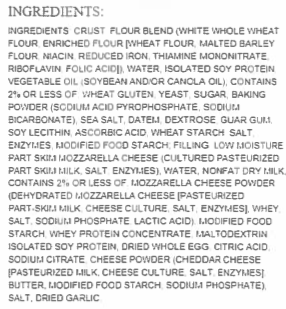 INGREDIENTS:
INGREDIENTS: CRUST: FLOUR BLEND (WHITE WHOLE WHEAT
FLOUR, ENRICHED FLOUR [WHEAT FLOUR, MALTED BARLEY
FLOUR, NIACIN, REDUCED IRON, THIAMINE MONONITRATE,
RIBOFLAVIN, FOLIC ACID]), WATER, ISOLATED SOY PROTEIN
VEGETABLE OIL (SOYBEAN AND/OR CANOLA OIL), CONTAINS
2% OR LESS OF: WHEAT GLUTEN, YEAST, SUGAR, BAKING
POWDER (SODIUM ACID PYROPHOSPHATE, SODIUM
BICARBONATE), SEA SALT, DATEM, DEXTROSE, GUAR GUM,
SOY LECITHIN, ASCORBIC ACID, WHEAT STARCH, SALT,
ENZYMES, MODIFIED FOOD STARCH; FILLING: LOW MOISTURE
PART SKIM MOZZARELLA CHEESE (CULTURED PASTEURIZED
PART SKIM MILK, SALT, ENZYMES), WATER, NONFAT DRY MILK,
CONTAINS 2% OR LESS OF: MOZZARELLA CHEESE POWDER
(DEHYDRATED MOZZARELLA CHEESE [PASTEURIZED
PART-SKIM MILK, CHEESE CULTURE, SALT, ENZYMES], WHEY,
SALT, SODIUM PHOSPHATE, LACTIC ACID), MODIFIED FOOD
STARCH, WHEY PROTEIN CONCENTRATE, MALTODEXTRIN
ISOLATED SOY PROTEIN, DRIED WHOLE EGG, CITRIC ACID,
SODIUM CITRATE, CHEESE POWDER (CHEDDAR CHEESE
[PASTEURIZED MILK, CHEESE CULTURE, SALT, ENZYMES],
BUTTER, MODIFIED FOOD STARCH, SODIUM PHOSPHATE),
SALT, DRIED GARLIC.